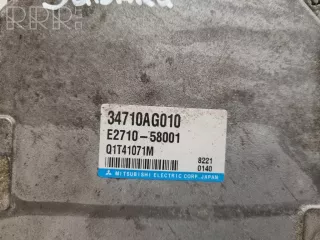 RRR
34710AG010
E2710-58001
Q1T41071M
8221
0140
MITSUBISHI ELECTRIC CORP. JAPAN